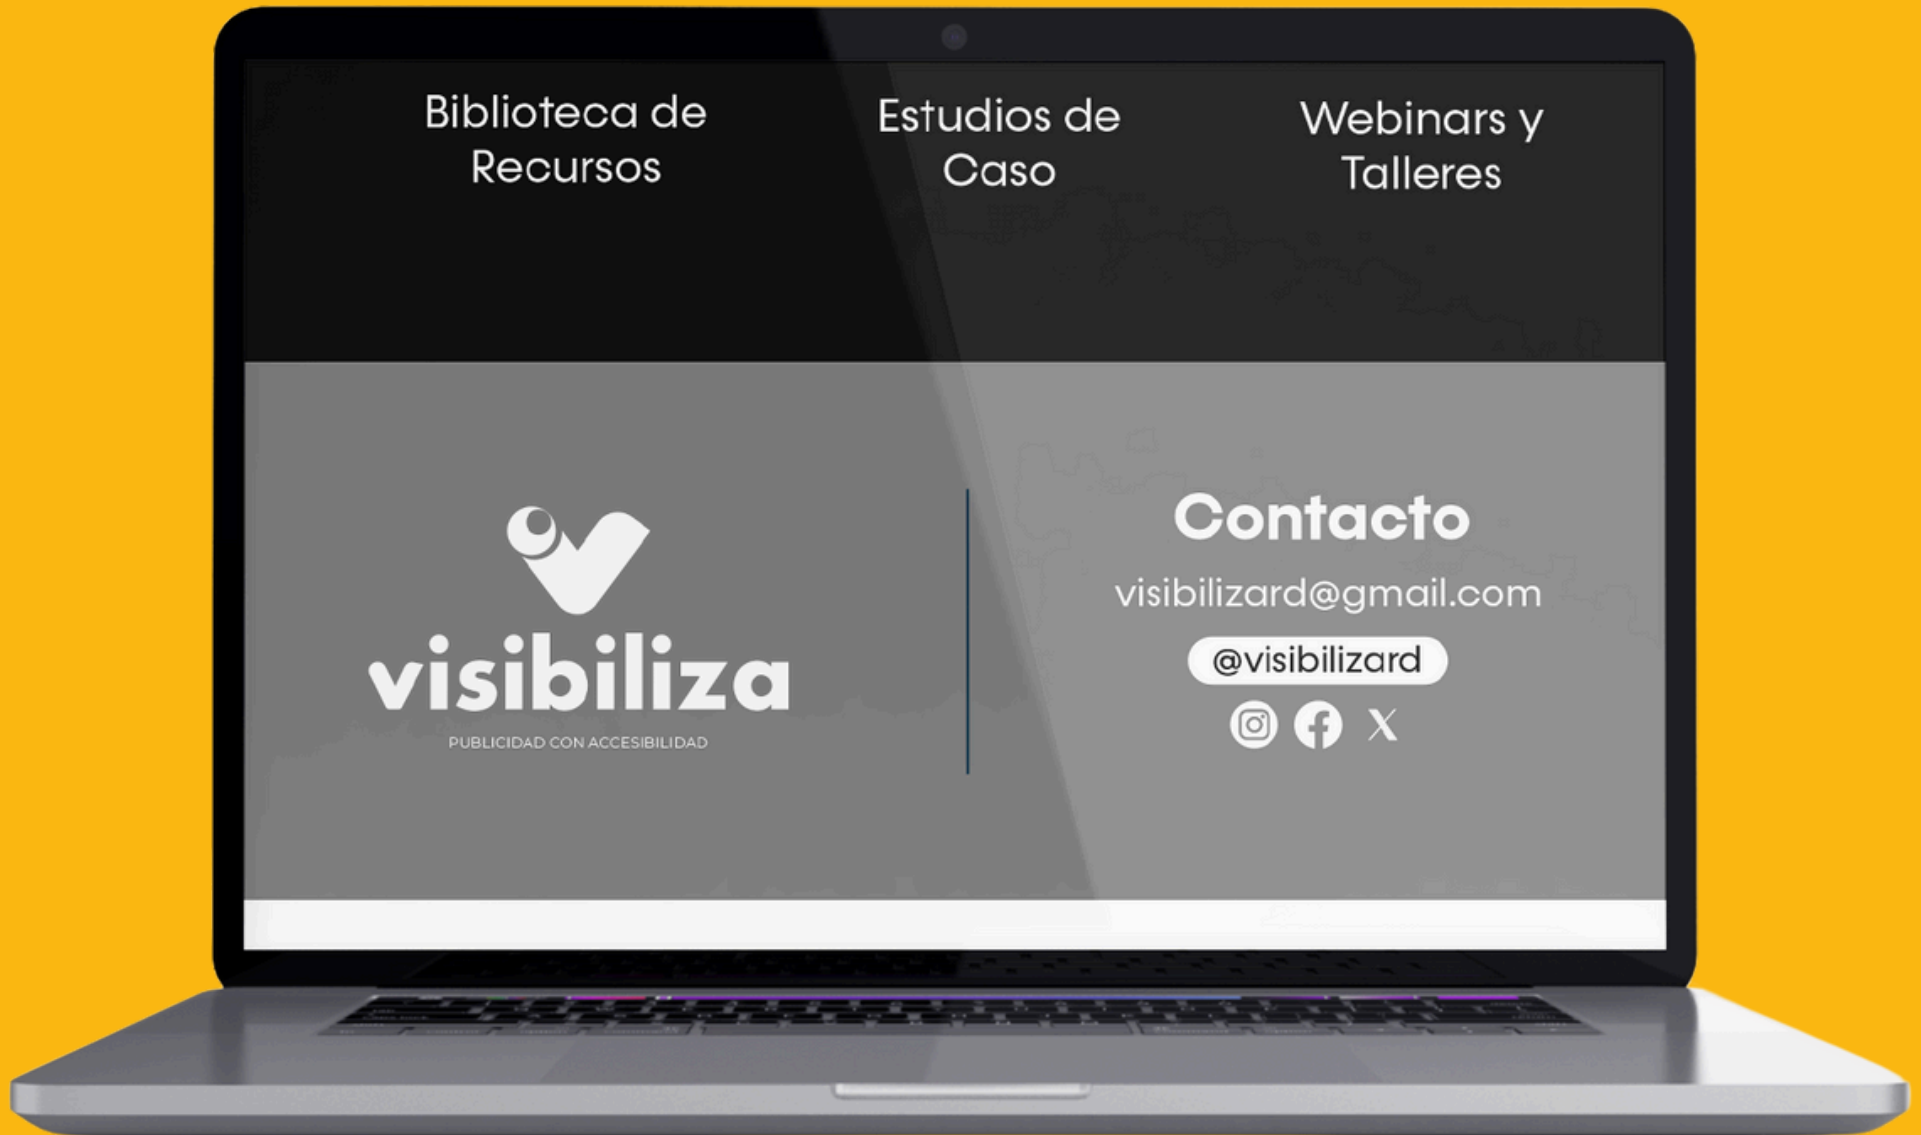 Biblioteca de
Recursos
Estudios de
Caso
Webinars y
Talleres
visibiliza
PUBLICIDAD CON ACCESIBILIDAD
Contacto
visibilizard@gmail.com
@visibilizard